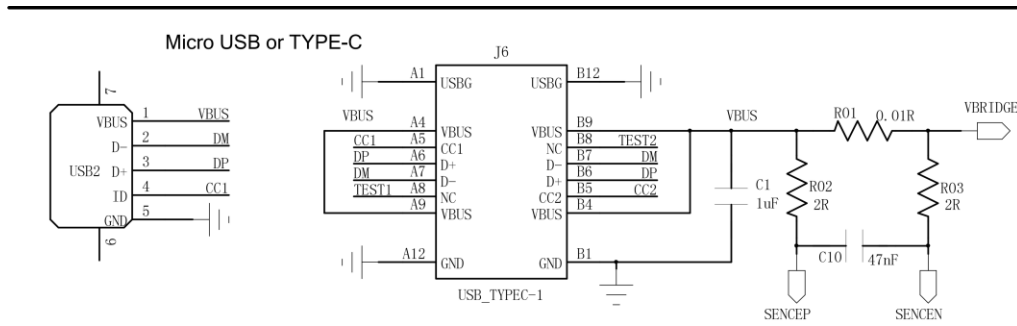 Micro USB or TYPE-C
7
VBUS 1 VBUS
D- 2 DM
USB2 D+ 3 DP
ID 4 CC1
GND 5
6
J6
A1 USBG USBG B12
VBUS A4 VBUS VBUS B9 VBUS
CC1 A5 CC1 NC B8 TEST2
DP A6 D+ D- B7 DM
DM A7 D- D+ B6 DP
TEST1 A8 NC CC2 B5 CC2
A9 VBUS VBUS B4
A12 GND GND B1
USB_TYPEC-1
C1
1uF
R01 0.01R
VBRIDGE
R02
2R
R03
2R
C10 47nF
SENCEP
SENCEN